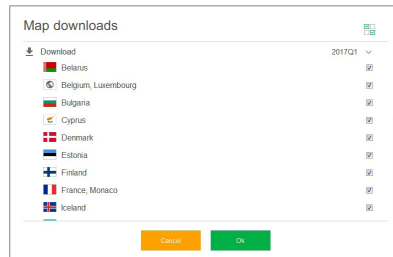 Map downloads
Download 2017Q1
Belarus
Belgium, Luxembourg
Bulgaria
Cyprus
Denmark
Estonia
Finland
France, Monaco
Iceland
Cancel Ok